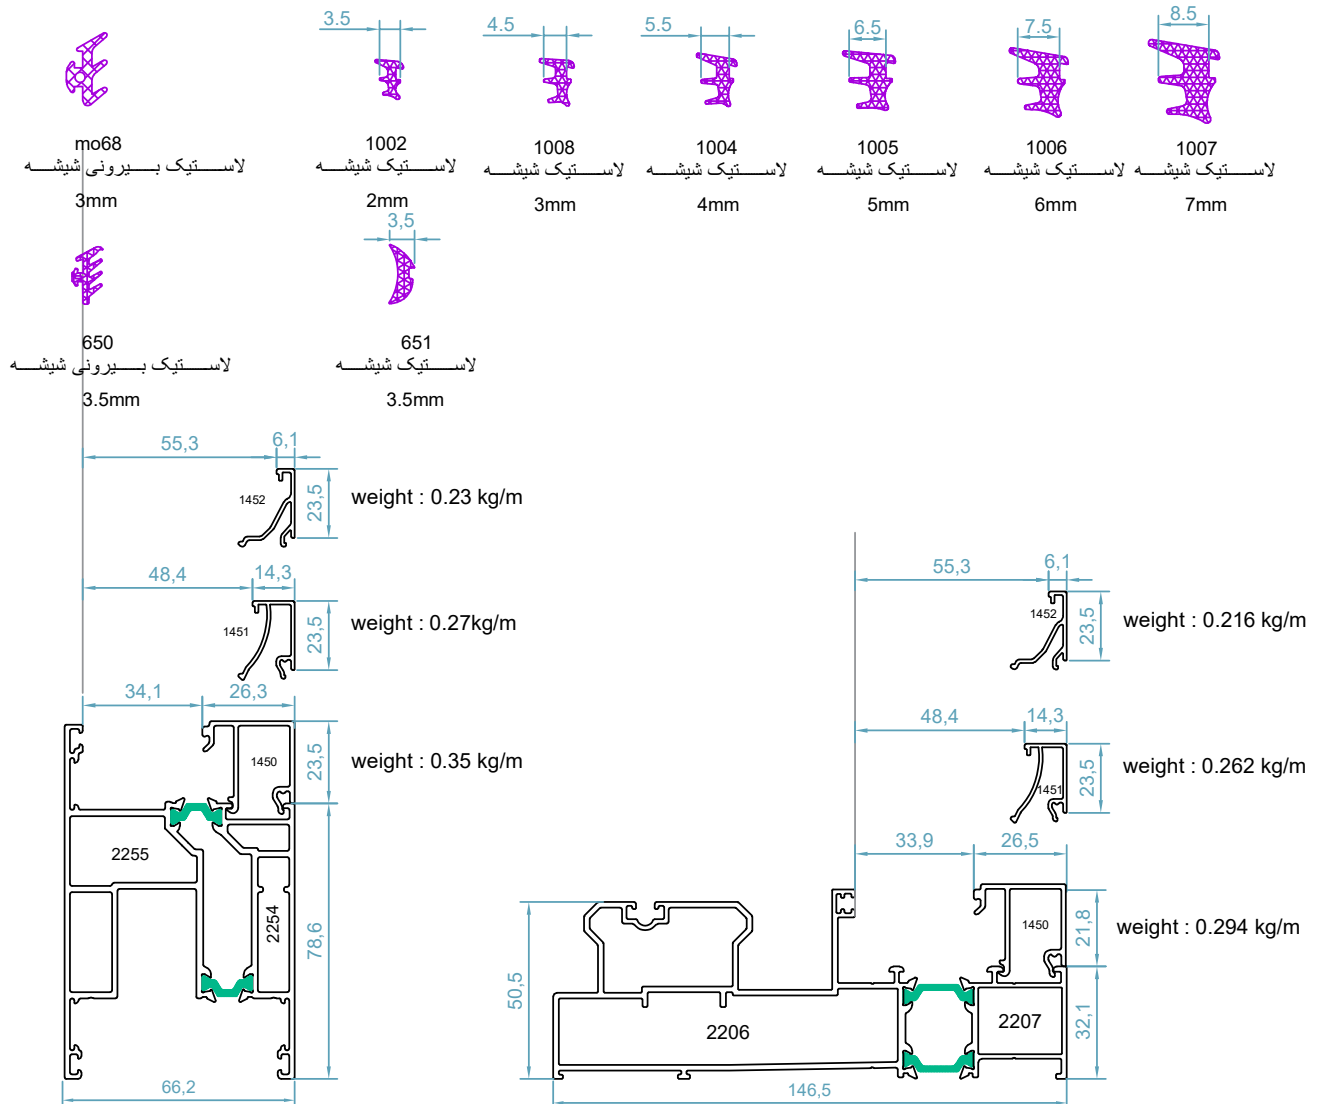 3.5
4.5
5.5
6.5
7.5
8.5
mo68
لاستیک بیرونی شیشه
3mm
1002
لاستیک شیشه
2mm
1008
لاستیک شیشه
3mm
1004
لاستیک شیشه
4mm
1005
لاستیک شیشه
5mm
1006
لاستیک شیشه
6mm
1007
لاستیک شیشه
7mm
3,5
650
لاستیک بیرونی شیشه
3.5mm
651
لاستیک شیشه
3.5mm
55,3
6,1
1452
23,5
weight : 0.23 kg/m
48,4
14,3
1451
23,5
weight : 0.27kg/m
34,1
26,3
1450
23,5
weight : 0.35 kg/m
2255
2254
78,6
66,2
55,3
6,1
1452
23,5
weight : 0.216 kg/m
48,4
14,3
1451
23,5
weight : 0.262 kg/m
33,9
26,5
1450
21,8
weight : 0.294 kg/m
50,5
2206
2207
32,1
146,5